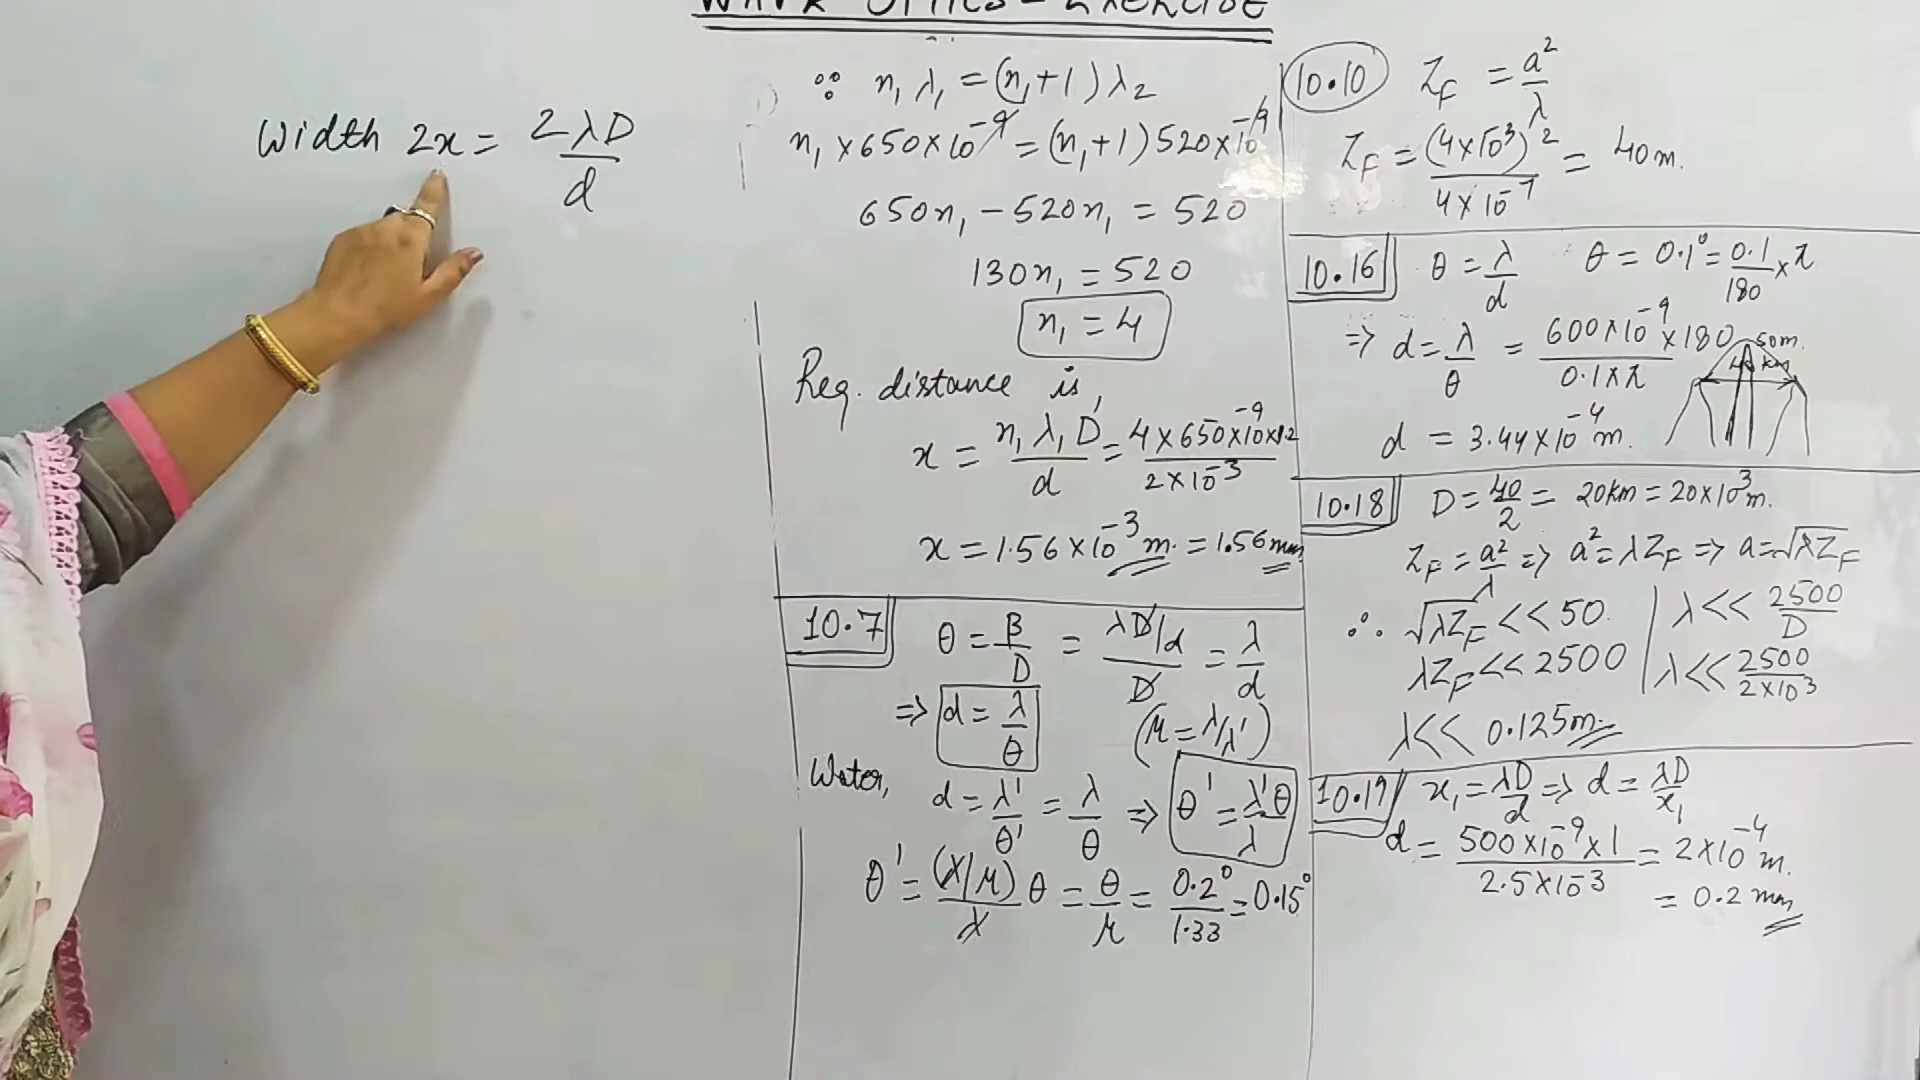 WAVE OPTICS - EXERCISE
Width 2x = 2λD/d
∵ n₁λ₁ = (n₁+1)λ₂
n₁ × 650×10⁻⁹ = (n₁+1) 520×10⁻⁹
650n₁ - 520n₁ = 520
130n₁ = 520
n₁ = 4
Req. distance is,
x = n₁λ₁D/d = 4×650×10⁻⁹×1.2/2×10⁻³
x = 1.56×10⁻³ m. = 1.56 mm
10.7 θ = β/D = λD/d/D = λ/d
⇒ d = λ/θ (μ = λ/λ')
Water, d = λ'/θ' = λ/θ ⇒ θ' = λ'θ/λ
θ' = (λ/μ)/λ θ = θ/μ = 0.2°/1.33 = 0.15°
10.10 Z_F = a²/λ
Z_F = (4×10⁻³)²/4×10⁻⁷ = 40m.
10.16 θ = λ/d θ = 0.1° = 0.1/180 × π
⇒ d = λ/θ = 600×10⁻⁹×180/0.1×π
50m.
40 km
d = 3.44×10⁻⁴ m.
10.18 D = 40/2 = 20km = 20×10³m.
Z_F = a²/λ ⇒ a² = λZ_F ⇒ a = √λZ_F
∴ √λZ_F << 50 λ << 2500/D
λZ_F << 2500 λ << 2500/2×10³
λ << 0.125m
10.19 x₁ = λD/d ⇒ d = λD/x₁
d = 500×10⁻⁹×1/2.5×10⁻³ = 2×10⁻⁴ m.
= 0.2 mm